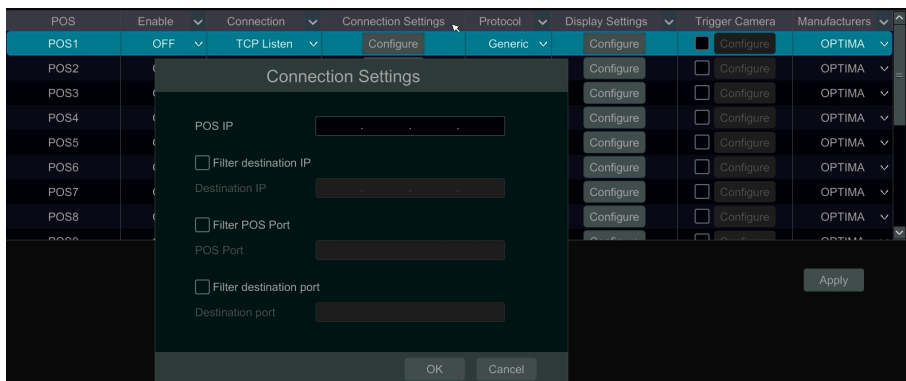 POS Enable Connection Connection Settings Protocol Display Settings Trigger Camera Manufacturers
POS1 OFF TCP Listen Configure Generic Configure Configure OPTIMA
POS2 Configure Configure OPTIMA
POS3 Configure Configure OPTIMA
POS4 Configure Configure OPTIMA
POS5 Configure Configure OPTIMA
POS6 Configure Configure OPTIMA
POS7 Configure Configure OPTIMA
POS8 Configure Configure OPTIMA
Connection Settings
POS IP . . .
Filter destination IP
Destination IP . . .
Filter POS Port
POS Port
Filter destination port
Destination port
OK Cancel
Apply